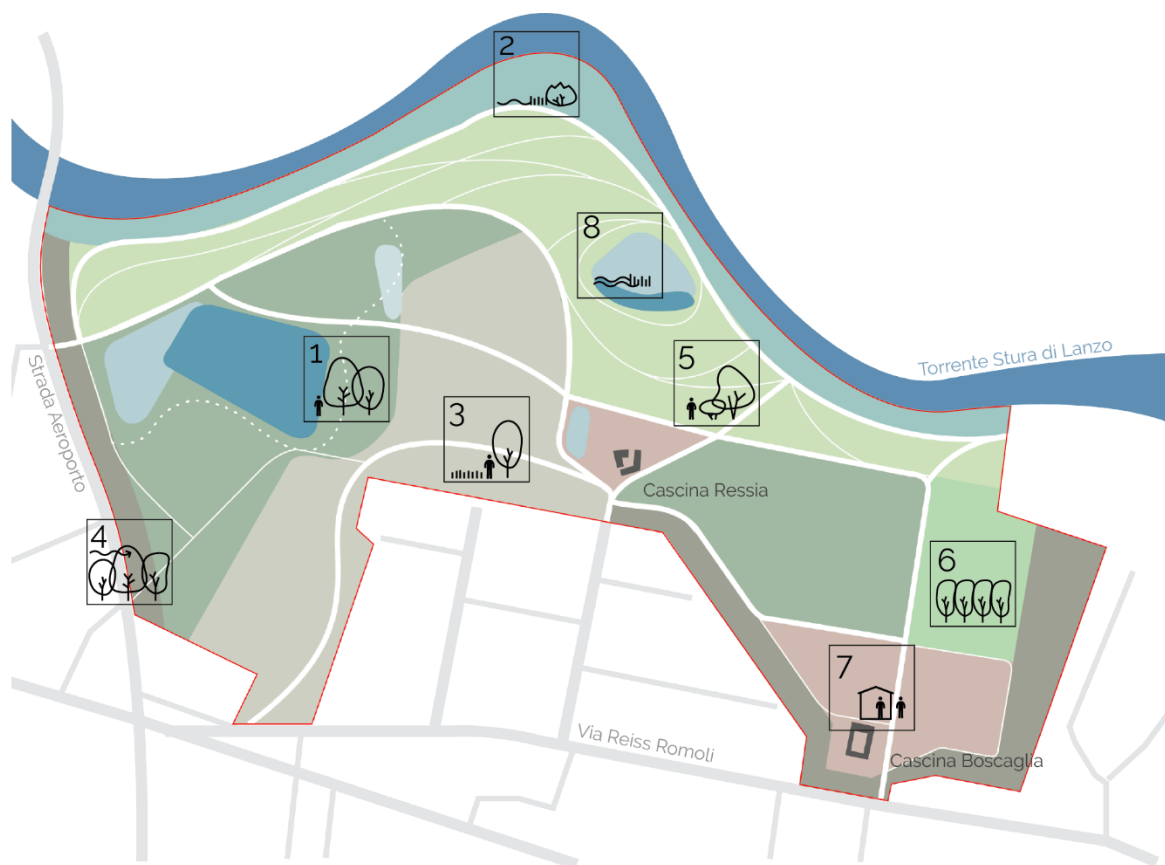 2
8
Torrente Stura di Lanzo
1
5
Strada Aeroporto
3
Cascina Ressia
4
6
7
Via Reiss Romoli
Cascina Boscaglia